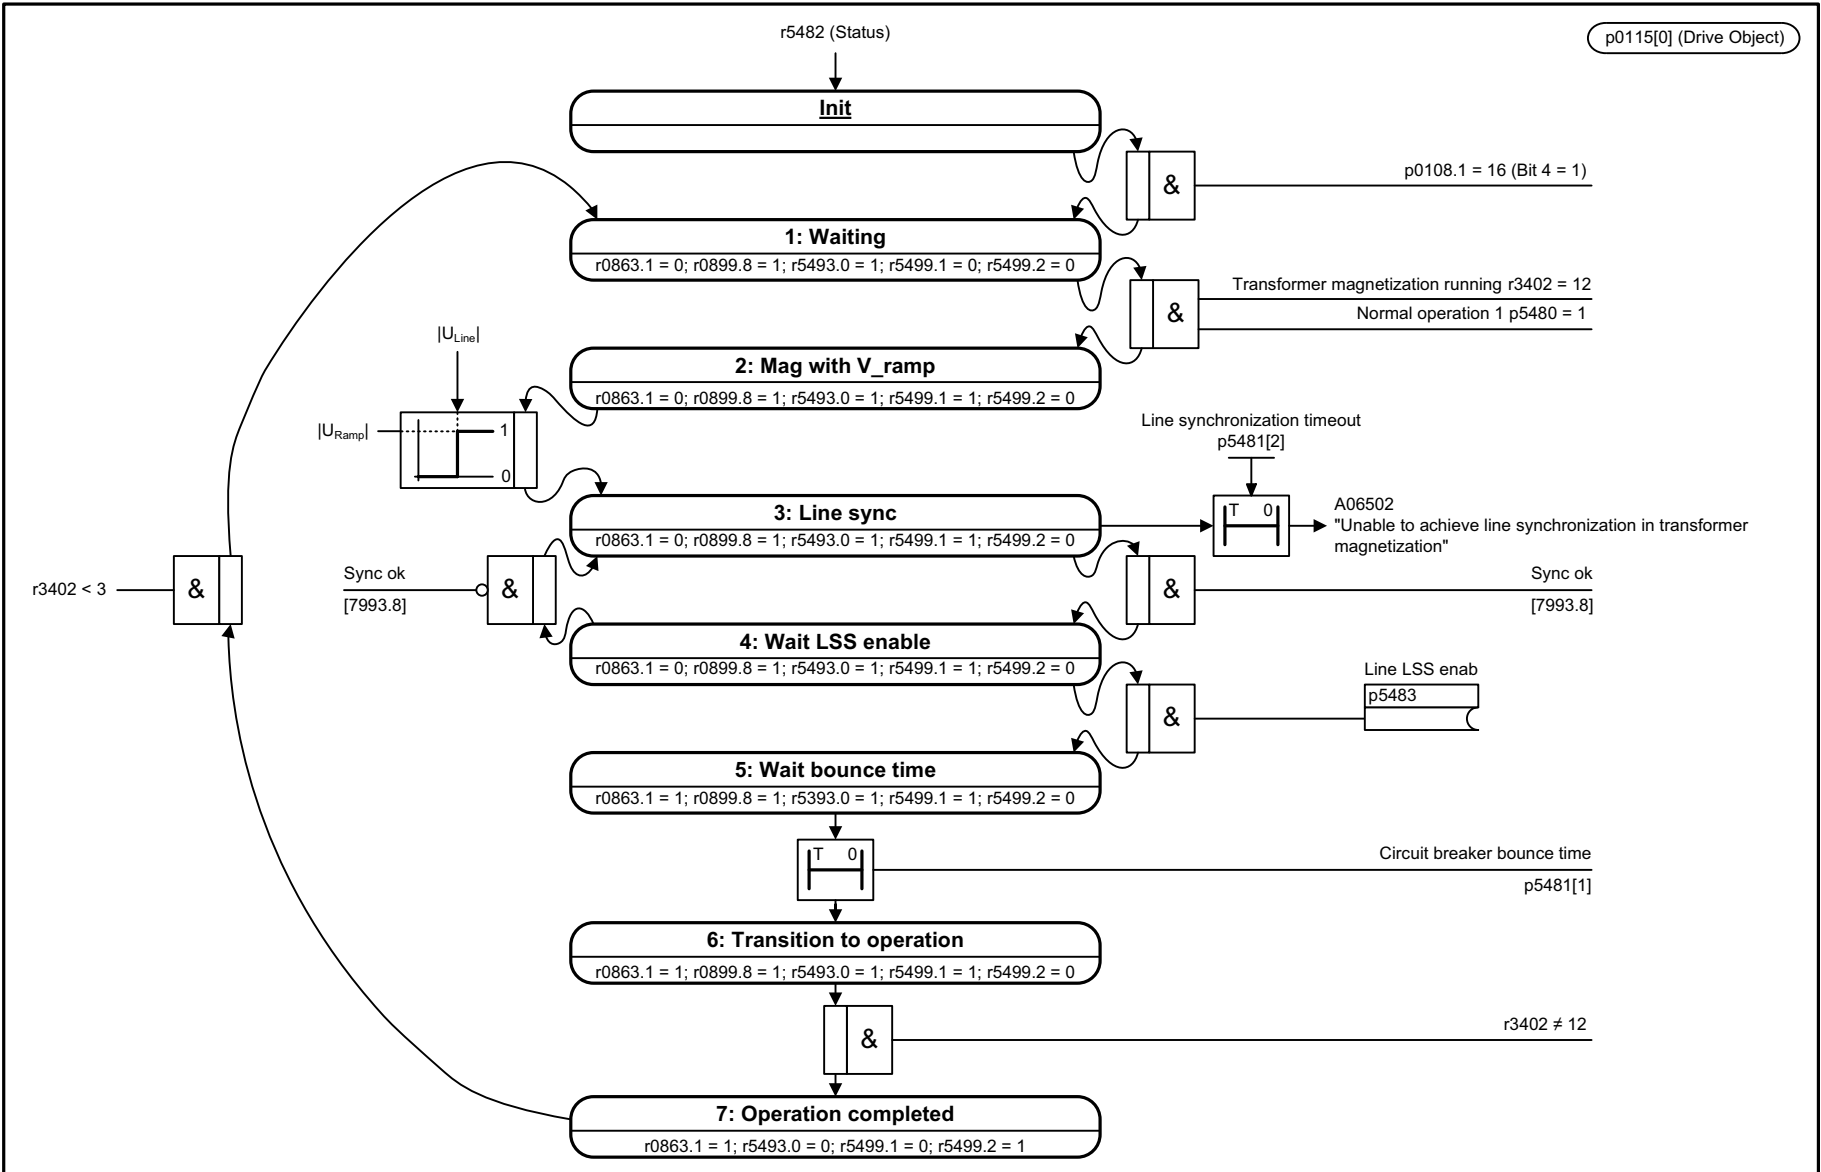 r5482 (Status)
p0115[0] (Drive Object)
Init
&
p0108.1 = 16 (Bit 4 = 1)
1: Waiting
r0863.1 = 0; r0899.8 = 1; r5493.0 = 1; r5499.1 = 0; r5499.2 = 0
&
Transformer magnetization running r3402 = 12
Normal operation 1 p5480 = 1
|ULine|
2: Mag with V_ramp
r0863.1 = 0; r0899.8 = 1; r5493.0 = 1; r5499.1 = 1; r5499.2 = 0
|URamp|
1
0
Line synchronization timeout
p5481[2]
3: Line sync
r0863.1 = 0; r0899.8 = 1; r5493.0 = 1; r5499.1 = 1; r5499.2 = 0
T 0
A06502
"Unable to achieve line synchronization in transformer
magnetization"
r3402 < 3
&
Sync ok
[7993.8]
&
&
Sync ok
[7993.8]
4: Wait LSS enable
r0863.1 = 0; r0899.8 = 1; r5493.0 = 1; r5499.1 = 1; r5499.2 = 0
&
Line LSS enab
p5483
5: Wait bounce time
r0863.1 = 1; r0899.8 = 1; r5393.0 = 1; r5499.1 = 1; r5499.2 = 0
T 0
Circuit breaker bounce time
p5481[1]
6: Transition to operation
r0863.1 = 1; r0899.8 = 1; r5493.0 = 1; r5499.1 = 1; r5499.2 = 0
&
r3402 ≠ 12
7: Operation completed
r0863.1 = 1; r5493.0 = 0; r5499.1 = 0; r5499.2 = 1